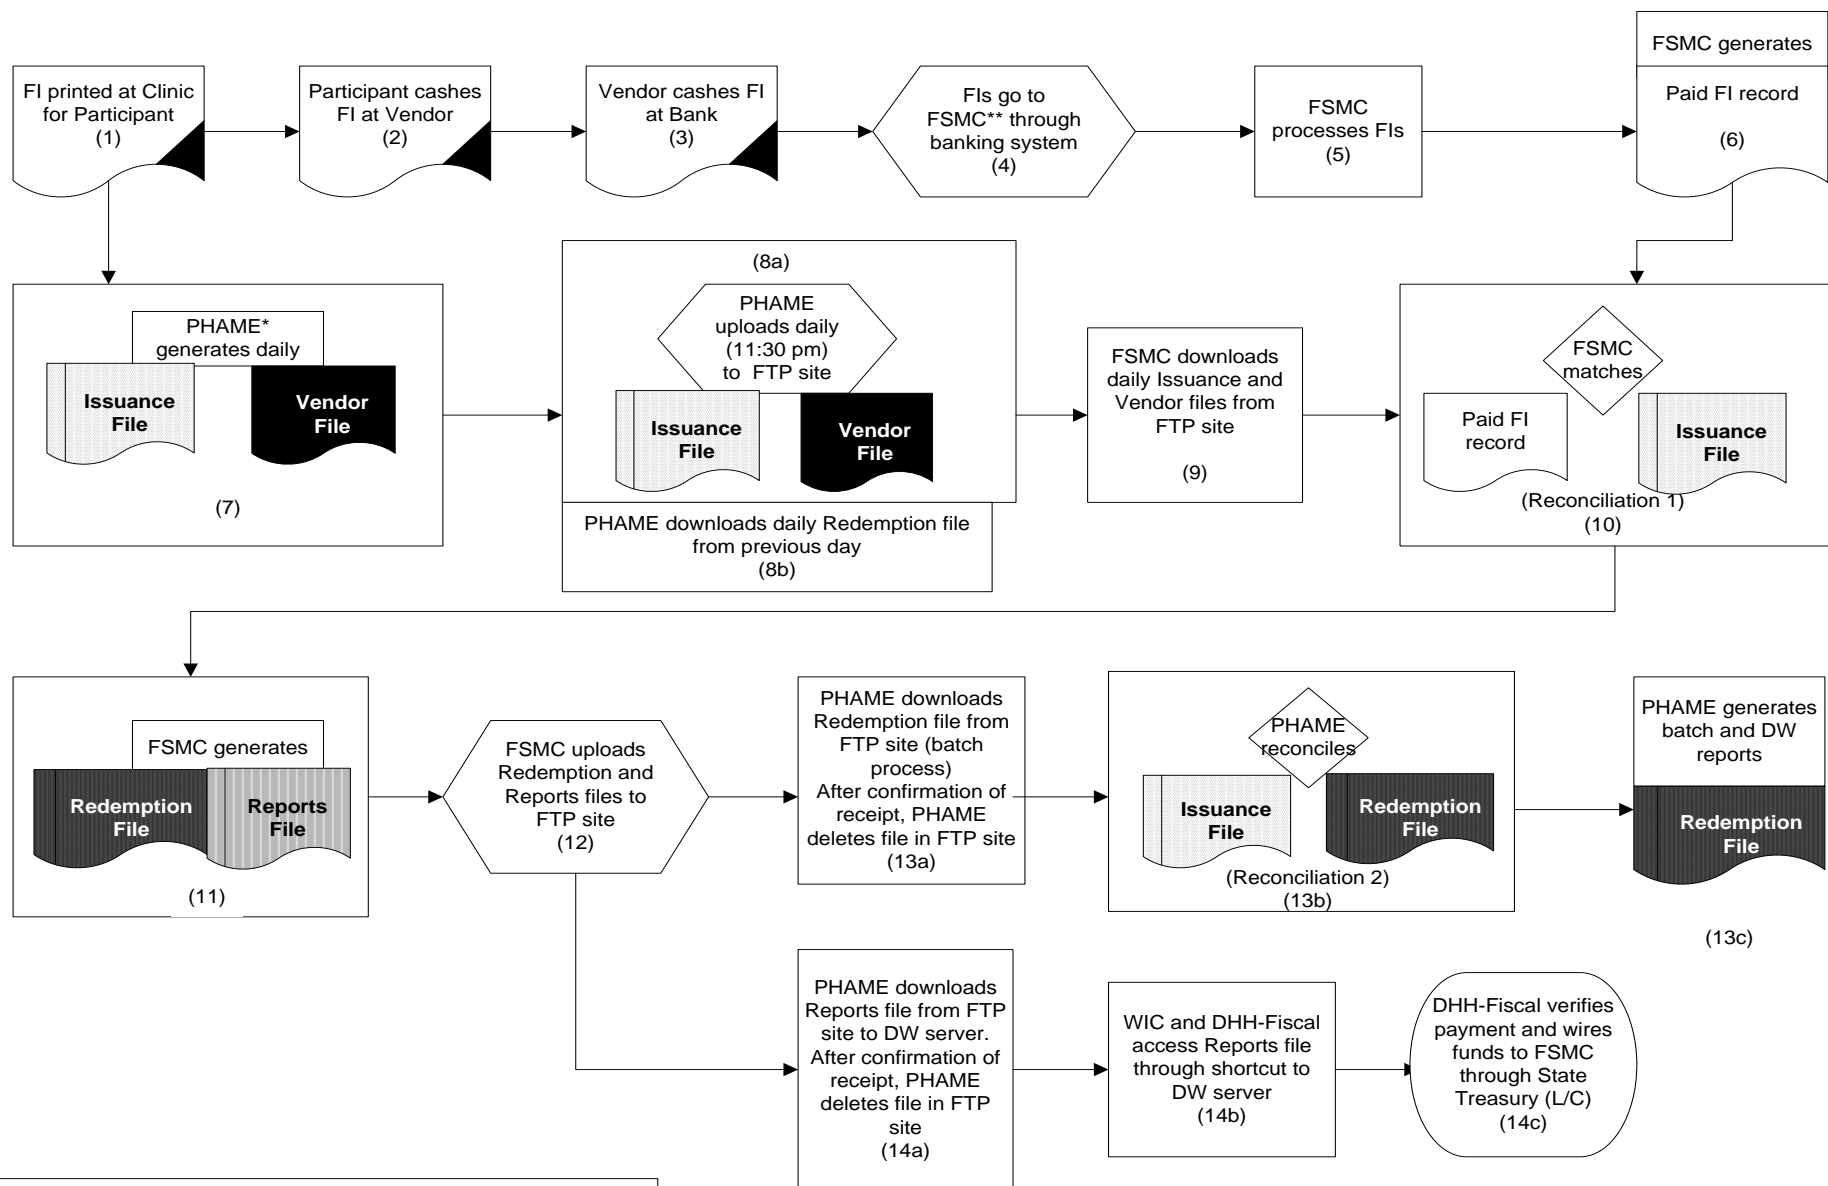 FI printed at Clinic
for Participant
(1)
Participant cashes
FI at Vendor
(2)
Vendor cashes FI
at Bank
(3)
FIs go to
FSMC** through
banking system
(4)
FSMC
processes FIs
(5)
FSMC generates
Paid FI record
(6)
PHAME*
generates daily
Issuance
File
Vendor
File
(7)
(8a)
PHAME
uploads daily
(11:30 pm)
to FTP site
Issuance
File
Vendor
File
PHAME downloads daily Redemption file
from previous day
(8b)
FSMC downloads
daily Issuance and
Vendor files from
FTP site
(9)
FSMC
matches
Paid FI
record
Issuance
File
(Reconciliation 1)
(10)
FSMC generates
Redemption
File
Reports
File
(11)
FSMC uploads
Redemption and
Reports files to
FTP site
(12)
PHAME downloads
Redemption file from
FTP site (batch
process)
After confirmation of
receipt, PHAME
deletes file in FTP site
(13a)
PHAME
reconciles
Issuance
File
Redemption
File
(Reconciliation 2)
(13b)
PHAME generates
batch and DW
reports
Redemption
File
(13c)
PHAME downloads
Reports file from FTP
site to DW server.
After confirmation of
receipt, PHAME
deletes file in FTP
site
(14a)
WIC and DHH-Fiscal
access Reports file
through shortcut to
DW server
(14b)
DHH-Fiscal verifies
payment and wires
funds to FSMC
through State
Treasury (L/C)
(14c)